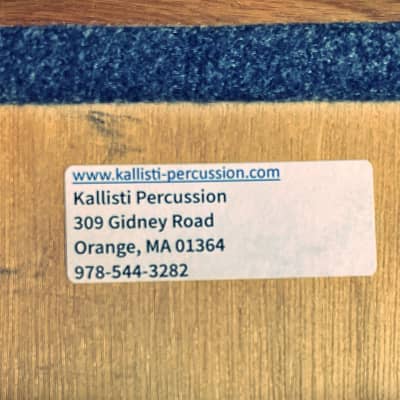 www.kallisti-percussion.com
Kallisti Percussion
309 Gidney Road
Orange, MA 01364
978-544-3282